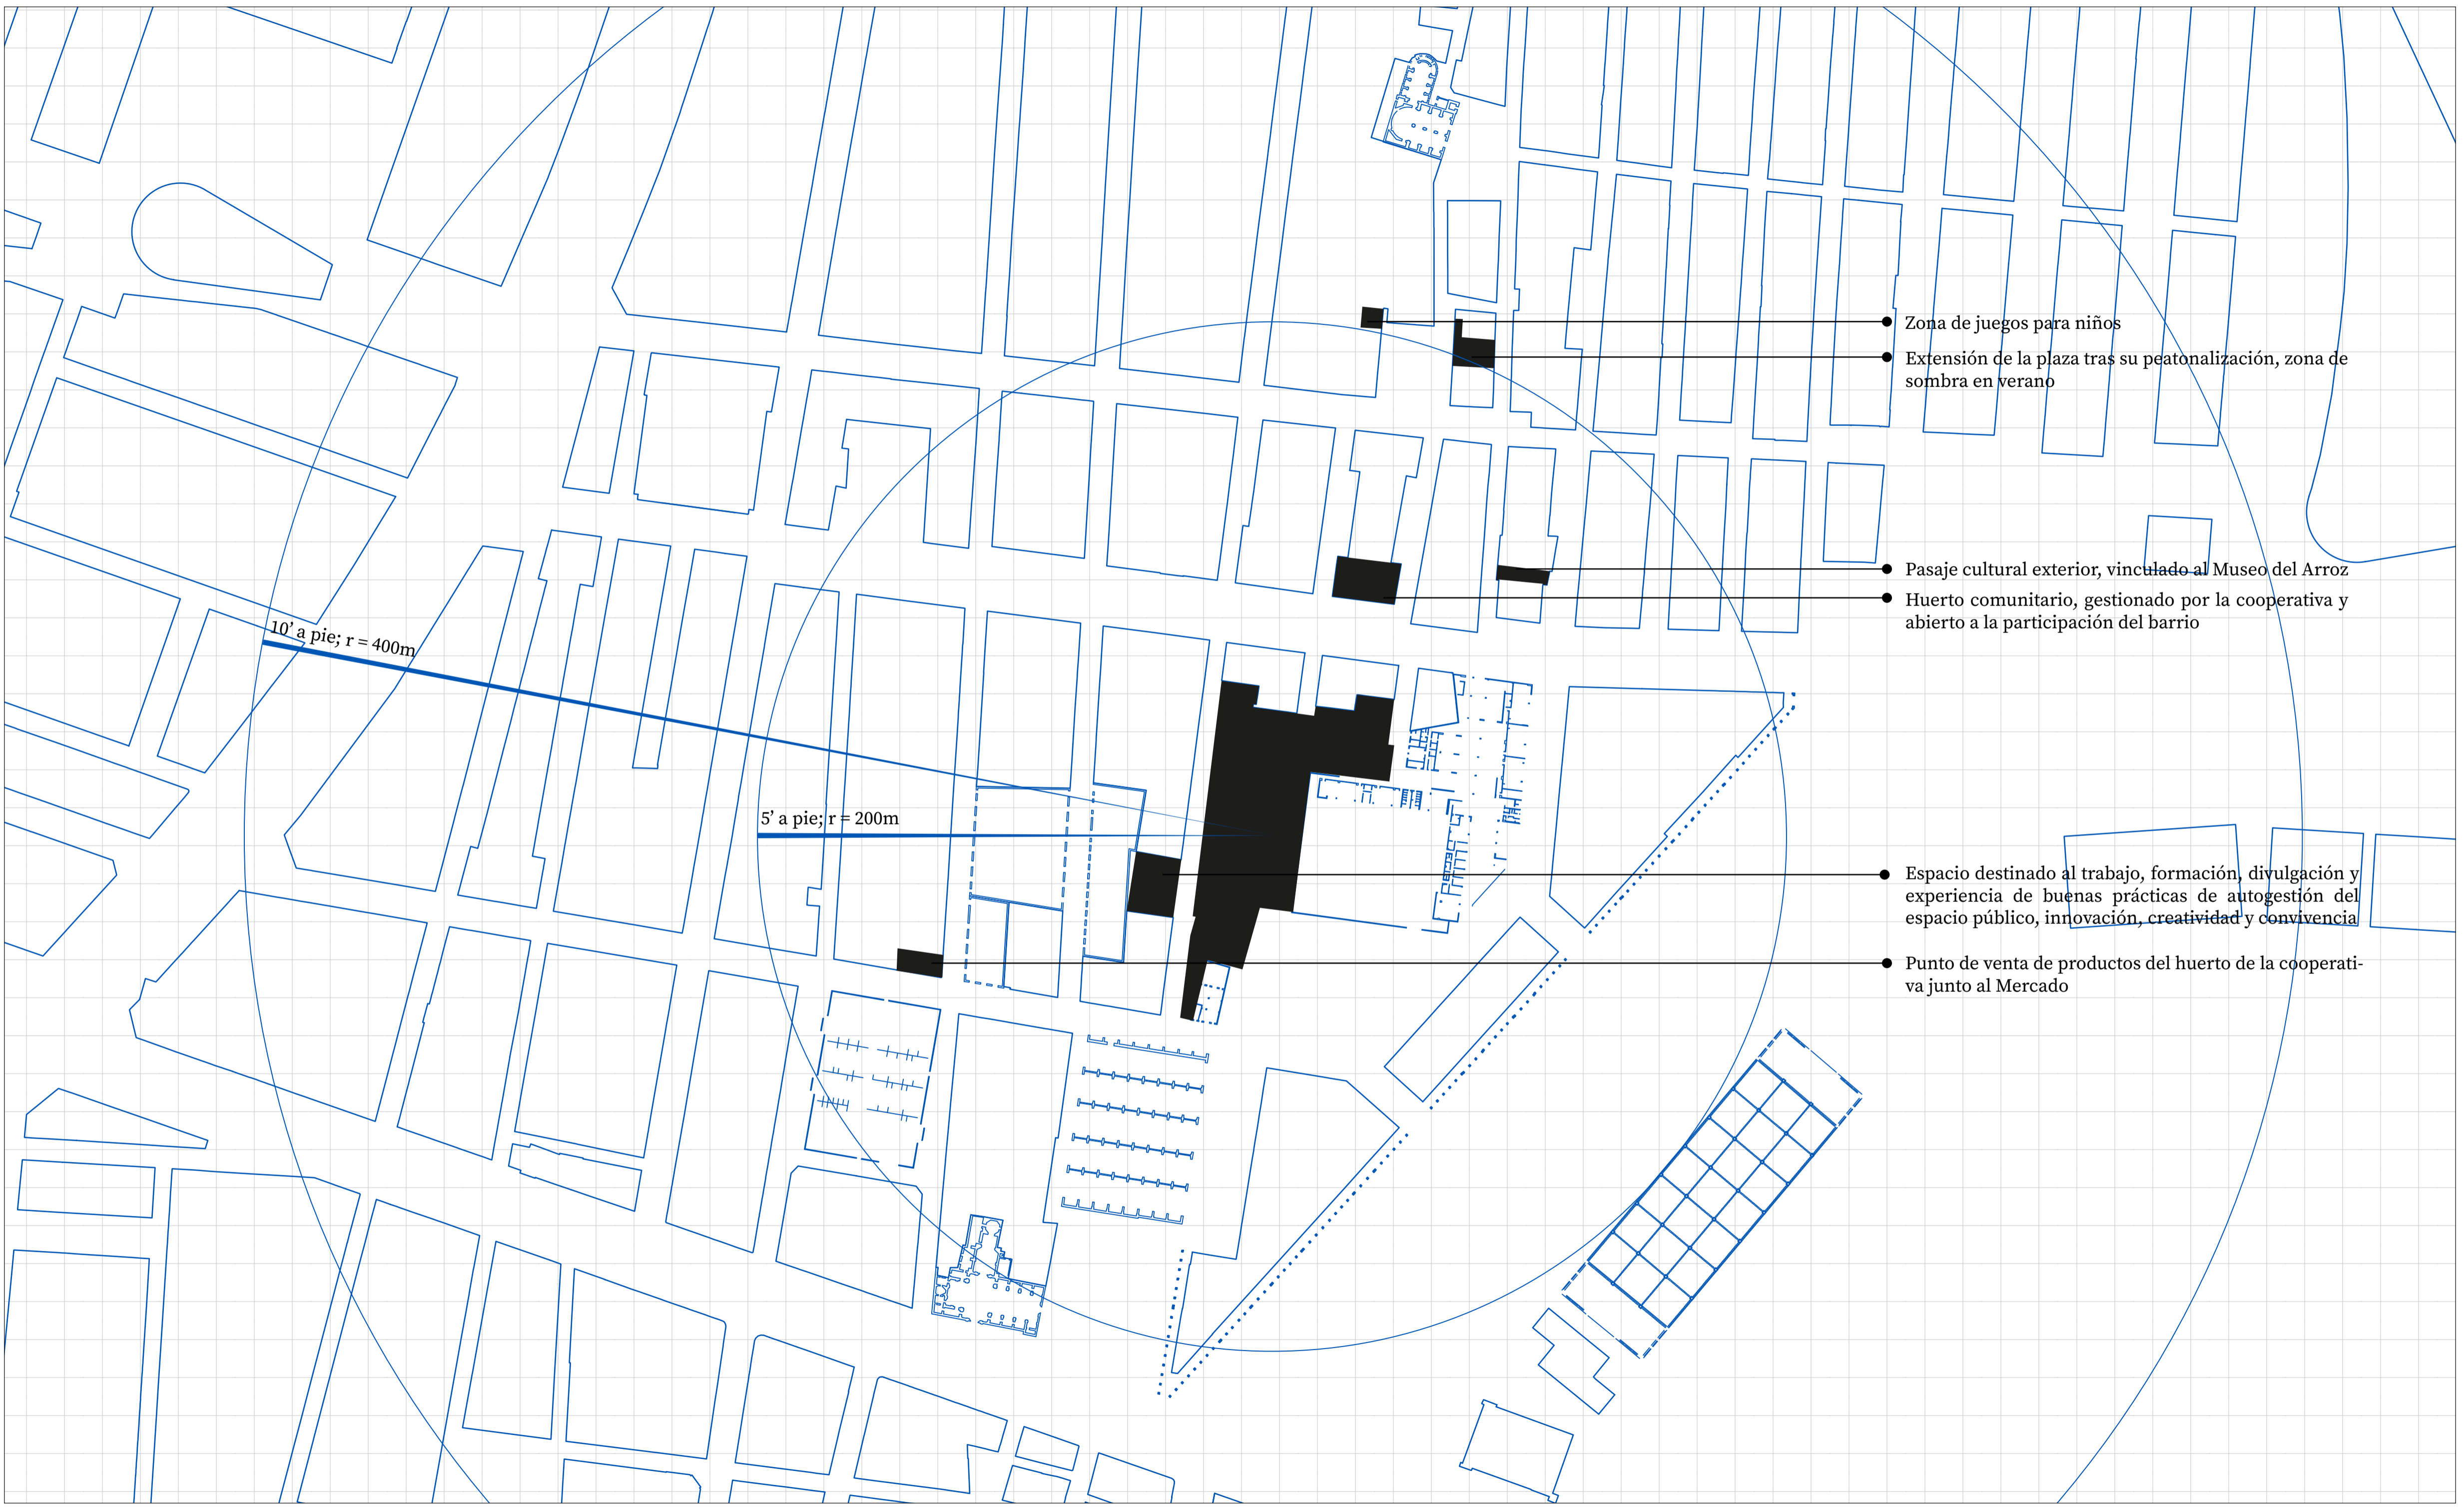 Zona de juegos para niños
Extensión de la plaza tras su peatonalización, zona de
sombra en verano
Pasaje cultural exterior, vinculado al Museo del Arroz
Huerto comunitario, gestionado por la cooperativa y
abierto a la participación del barrio
10’ a pie; r = 400m
5’ a pie; r = 200m
Espacio destinado al trabajo, formación, divulgación y
experiencia de buenas prácticas de autogestión del
espacio público, innovación, creatividad y convivencia
Punto de venta de productos del huerto de la cooperati-
va junto al Mercado